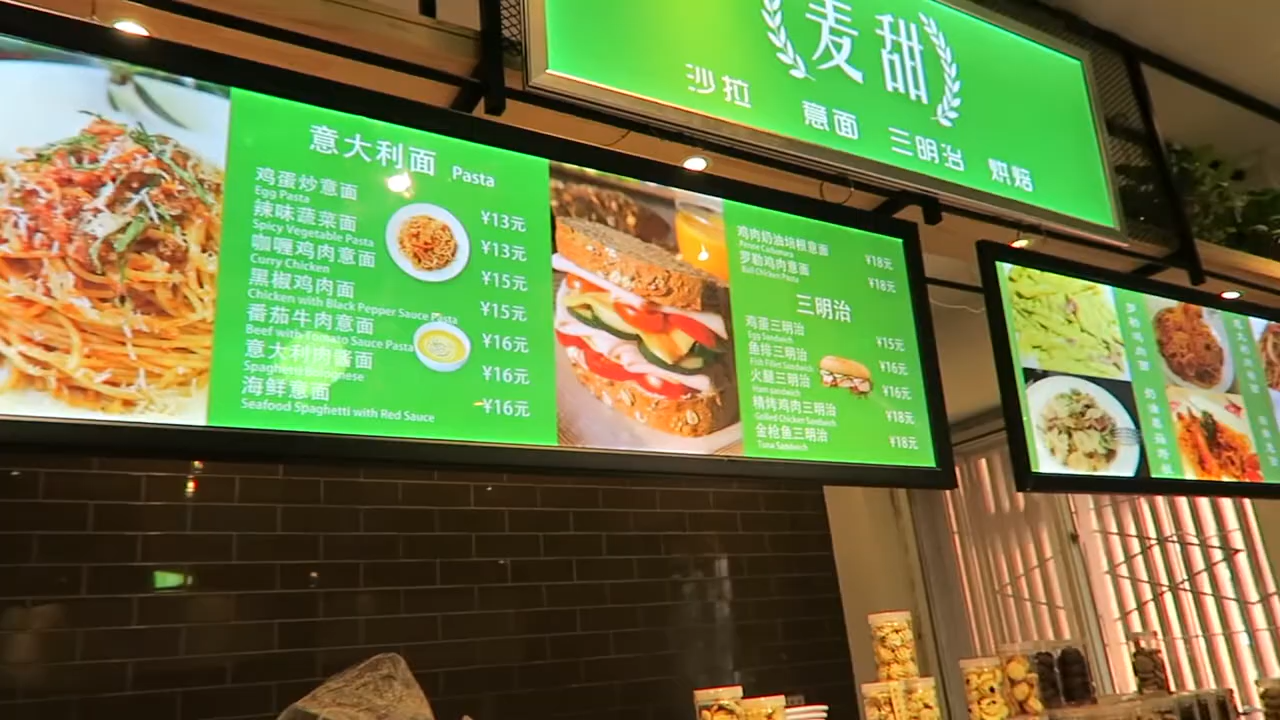 麦甜
沙拉 意面 三明治 烘焙
意大利面 Pasta
鸡蛋炒意面 ¥13元
Egg Pasta
辣味蔬菜面 ¥13元
Spicy Vegetable Pasta
咖喱鸡肉意面 ¥15元
Curry Chicken
黑椒鸡肉面 ¥15元
Chicken with Black Pepper Sauce Pasta
番茄牛肉意面 ¥16元
Beef with Tomato Sauce Pasta
意大利肉酱面 ¥16元
Spaghetti Bolognese
海鲜意面 ¥16元
Seafood Spaghetti with Red Sauce
鸡肉奶油培根意面 ¥18元
Penne Carbonara
罗勒鸡肉意面 ¥18元
Chicken Pasta
三明治
鸡蛋三明治 ¥15元
Egg Sandwich
鱼排三明治 ¥16元
Fish Fillet Sandwich
火腿三明治 ¥16元
Ham sandwich
精烤鸡肉三明治 ¥18元
Grilled Chicken Sandwich
金枪鱼三明治 ¥18元
Tuna Sandwich
罗勒鸡肉面